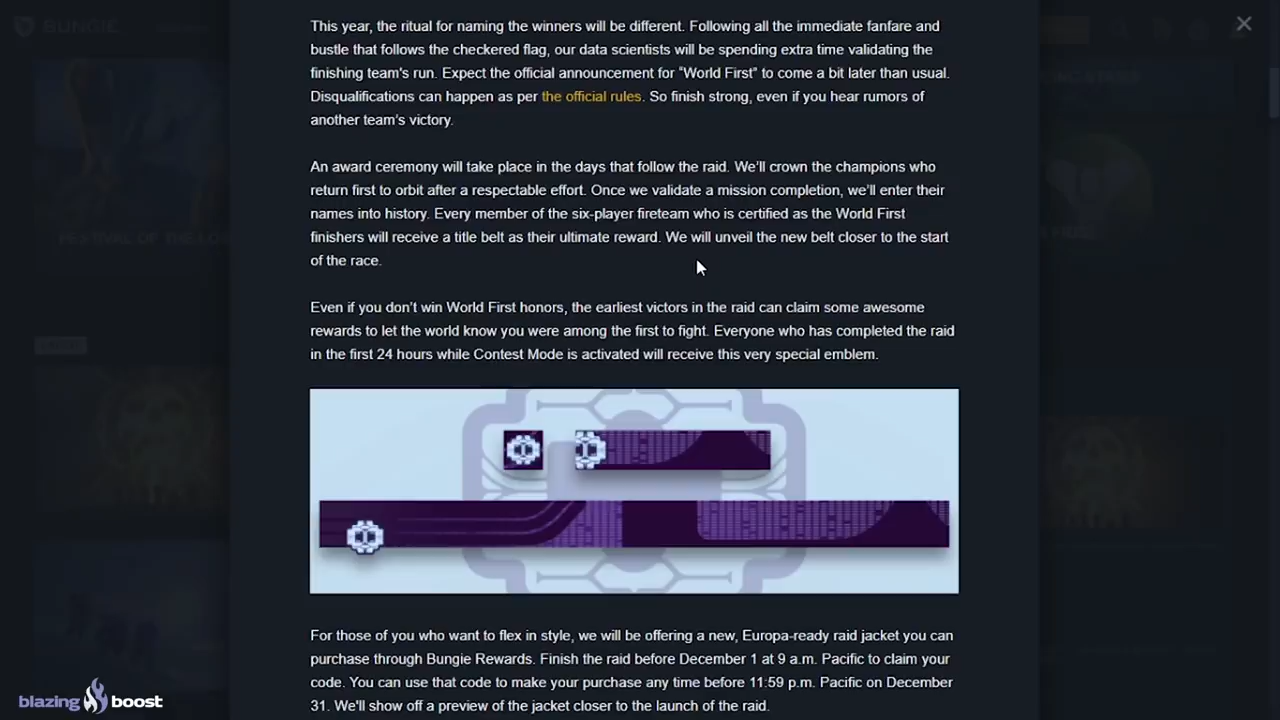 BUNGIE
This year, the ritual for naming the winners will be different. Following all the immediate fanfare and
bustle that follows the checkered flag, our data scientists will be spending extra time validating the
finishing team's run. Expect the official announcement for “World First” to come a bit later than usual.
Disqualifications can happen as per the official rules. So finish strong, even if you hear rumors of
another team’s victory.
An award ceremony will take place in the days that follow the raid. We’ll crown the champions who
return first to orbit after a respectable effort. Once we validate a mission completion, we’ll enter their
names into history. Every member of the six-player fireteam who is certified as the World First
finishers will receive a title belt as their ultimate reward. We will unveil the new belt closer to the start
of the race.
FESTIVAL OF THE LO
Even if you don’t win World First honors, the earliest victors in the raid can claim some awesome
rewards to let the world know you were among the first to fight. Everyone who has completed the raid
in the first 24 hours while Contest Mode is activated will receive this very special emblem.
For those of you who want to flex in style, we will be offering a new, Europa-ready raid jacket you can
purchase through Bungie Rewards. Finish the raid before December 1 at 9 a.m. Pacific to claim your
code. You can use that code to make your purchase any time before 11:59 p.m. Pacific on December
31. We'll show off a preview of the jacket closer to the launch of the raid.
blazing boost